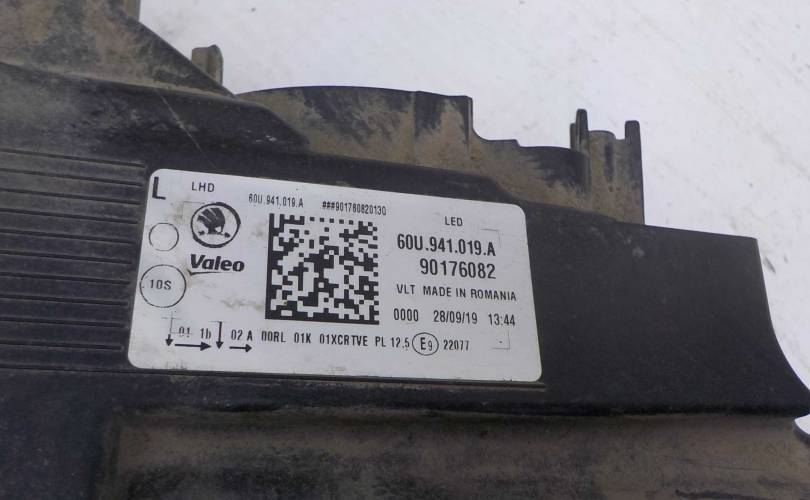 L LHD
60U.941.019.A ###901760820130
LED
60U.941.019.A
90176082
Valeo
10S
VLT MADE IN ROMANIA
0000 28/09/19 13:44
01 1b 02 A 00RL 01K 01XCRTVE PL 12.5 E9 22077